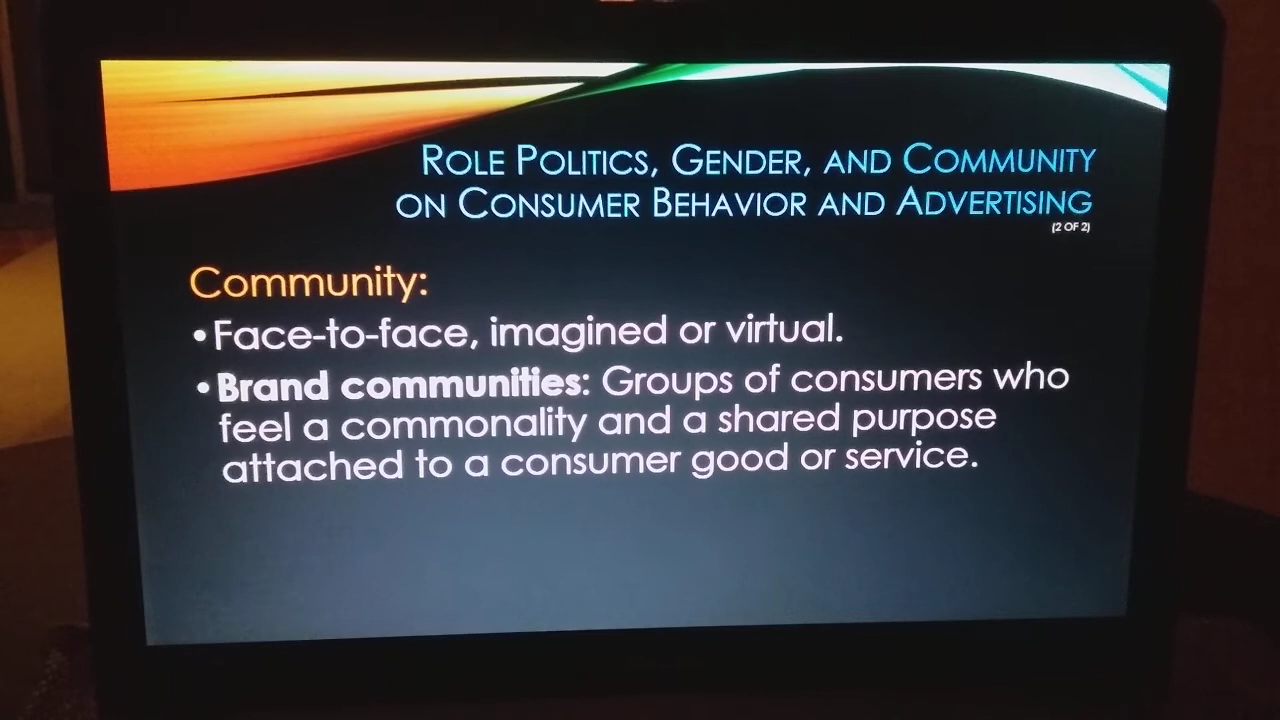 ROLE POLITICS, GENDER, AND COMMUNITY
ON CONSUMER BEHAVIOR AND ADVERTISING
(2 OF 2)
Community:
•Face-to-face, imagined or virtual.
•Brand communities: Groups of consumers who
feel a commonality and a shared purpose
attached to a consumer good or service.